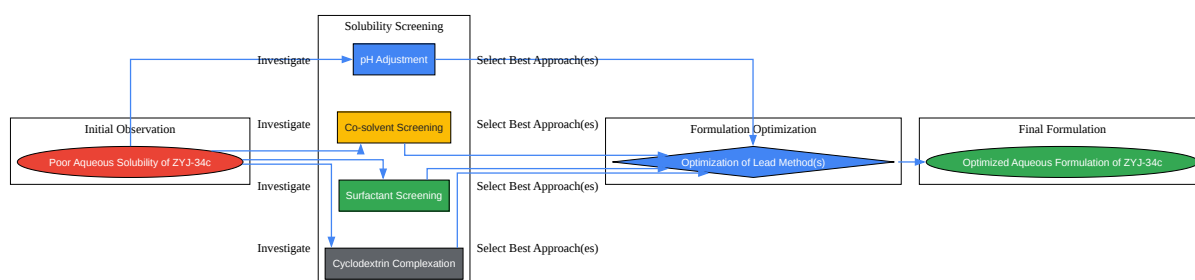 Solubility Screening
Investigate
pH Adjustment
Select Best Approach(es)
Initial Observation
Investigate
Co-solvent Screening
Select Best Approach(es)
Formulation Optimization
Final Formulation
Poor Aqueous Solubility of ZYJ-34c
Optimization of Lead Method(s)
Optimized Aqueous Formulation of ZYJ-34c
Investigate
Surfactant Screening
Select Best Approach(es)
Investigate
Cyclodextrin Complexation
Select Best Approach(es)